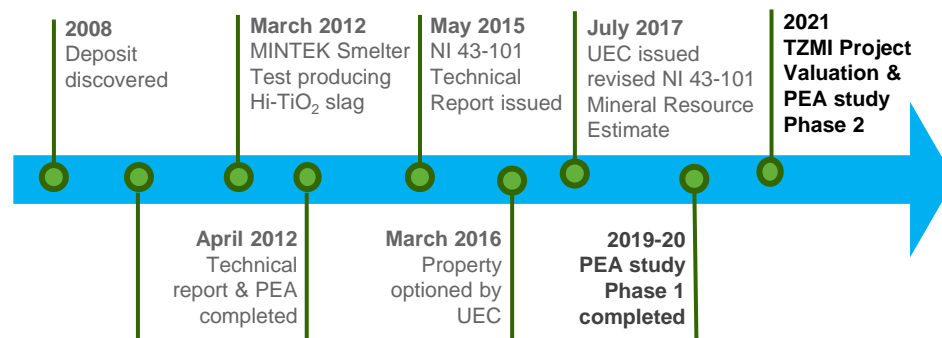 2008
Deposit
discovered
March 2012
MINTEK Smelter
Test producing
Hi-TiO₂ slag
May 2015
NI 43-101
Technical
Report issued
July 2017
UEC issued
revised NI 43-101
Mineral Resource
Estimate
2021
TZMI Project
Valuation &
PEA study
Phase 2
April 2012
Technical
report & PEA
completed
March 2016
Property
optioned by
UEC
2019-20
PEA study
Phase 1
completed